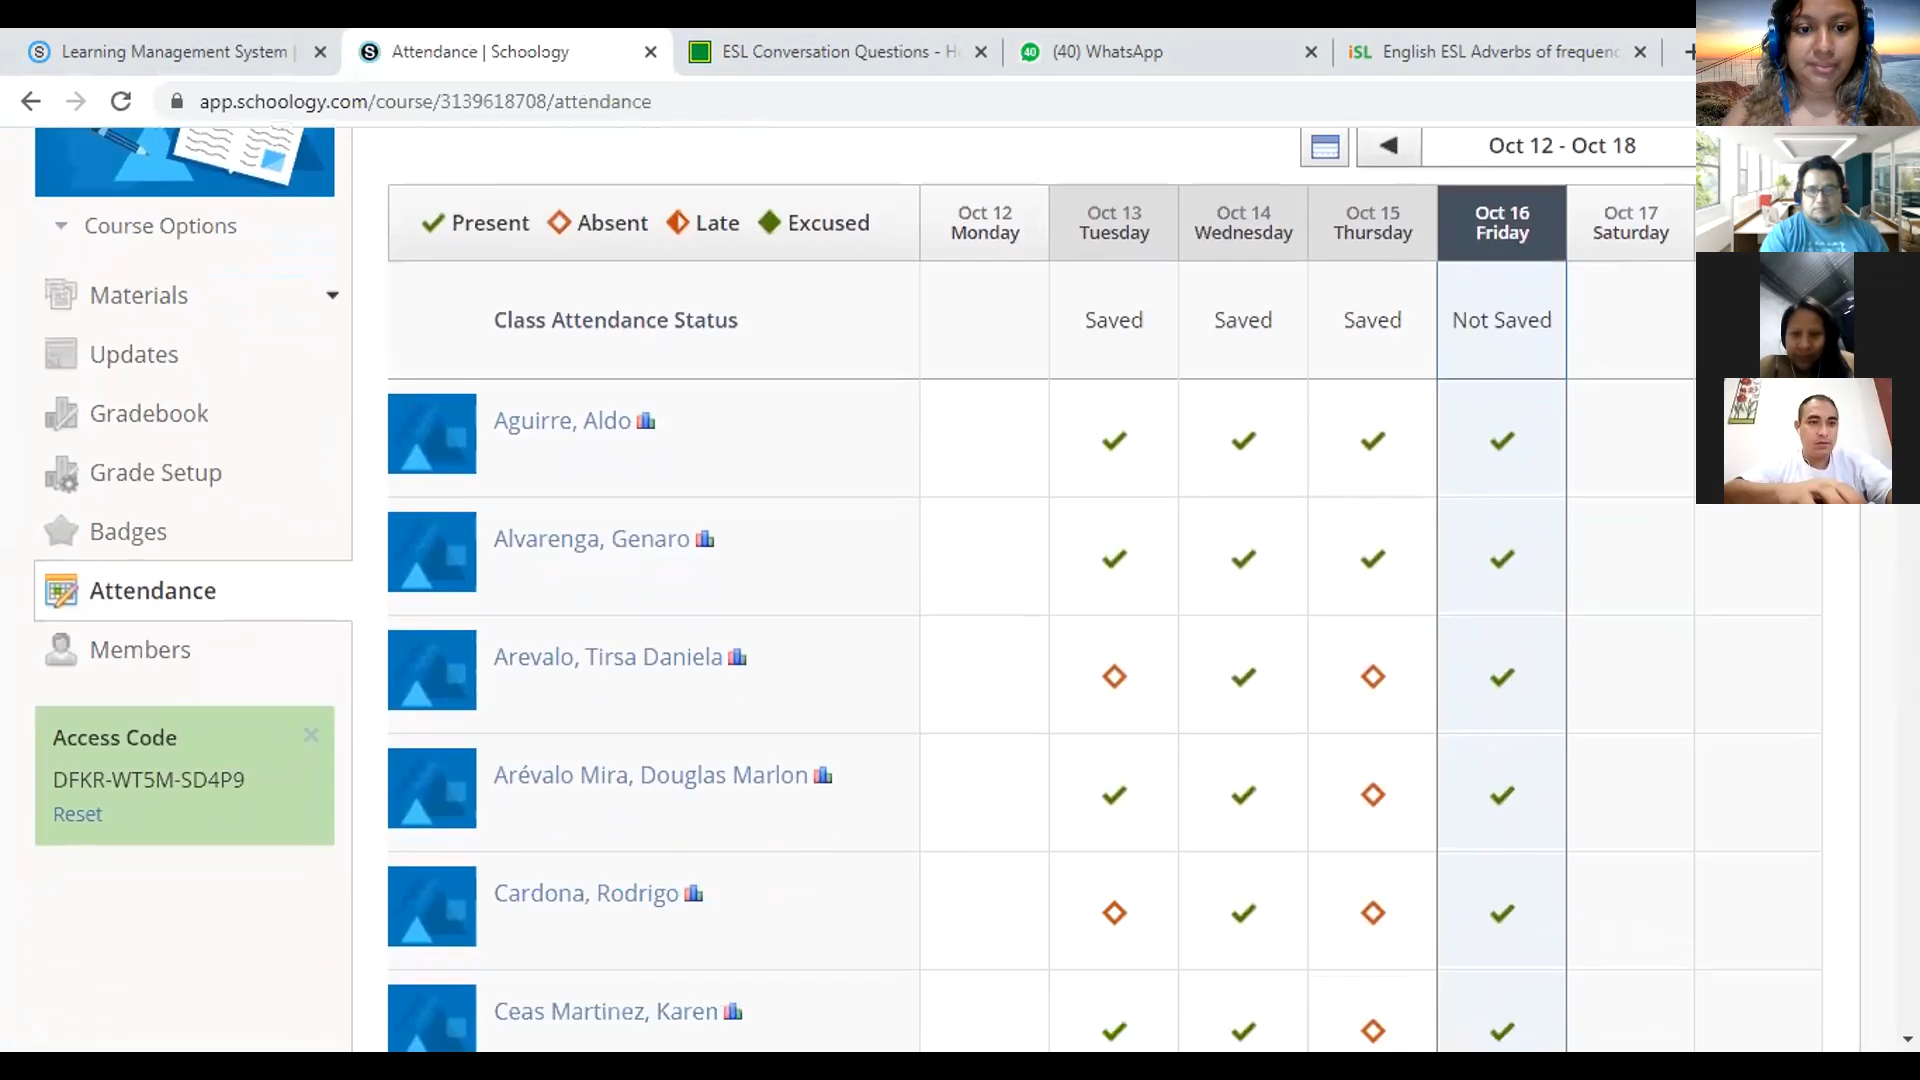 Learning Management System |
Attendance | Schoology
ESL Conversation Questions - H
(40) WhatsApp
iSL English ESL Adverbs of frequenc
app.schoology.com/course/3139618708/attendance
Oct 12 - Oct 18
Course Options
Materials
Updates
Gradebook
Grade Setup
Badges
Attendance
Members
Access Code
DFKR-WT5M-SD4P9
Reset
Present Absent Late Excused
Oct 12 Monday
Oct 13 Tuesday
Oct 14 Wednesday
Oct 15 Thursday
Oct 16 Friday
Oct 17 Saturday
Class Attendance Status Saved Saved Saved Not Saved
Aguirre, Aldo
Alvarenga, Genaro
Arevalo, Tirsa Daniela
Arévalo Mira, Douglas Marlon
Cardona, Rodrigo
Ceas Martinez, Karen